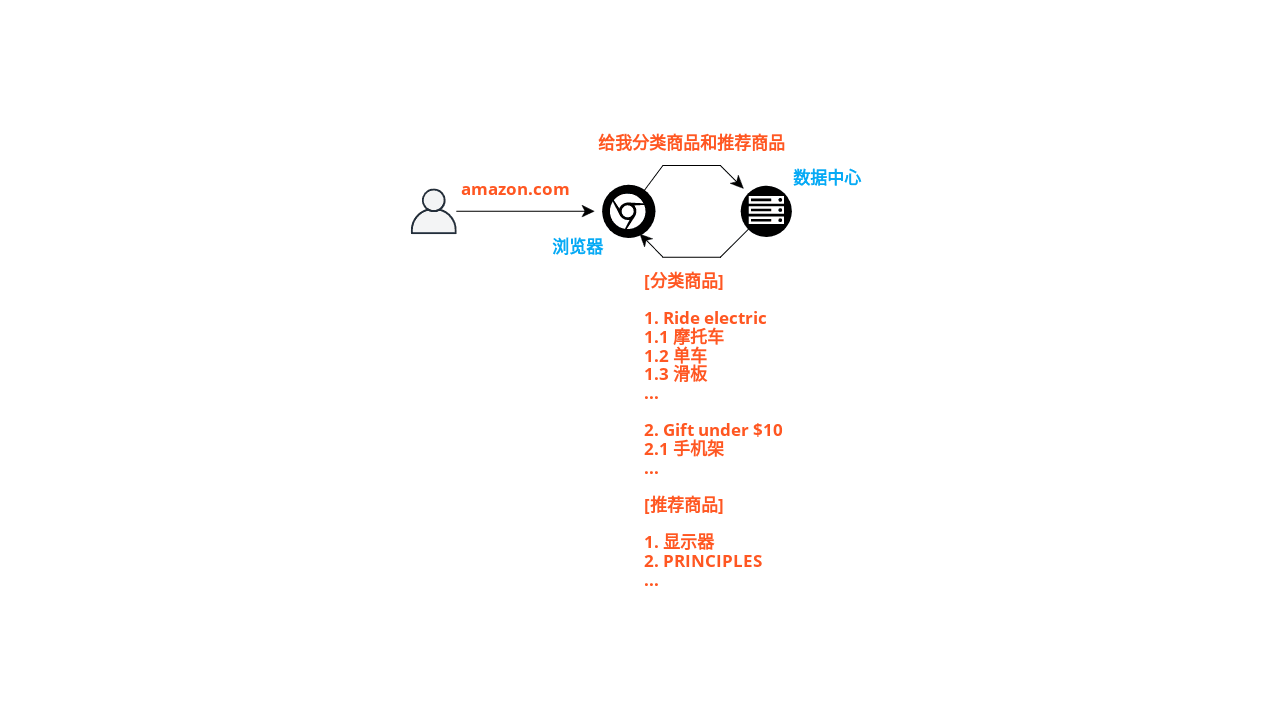 给我分类商品和推荐商品
数据中心
amazon.com
浏览器
[分类商品]
1. Ride electric
1.1 摩托车
1.2 单车
1.3 滑板
...
2. Gift under $10
2.1 手机架
...
[推荐商品]
1. 显示器
2. PRINCIPLES
...